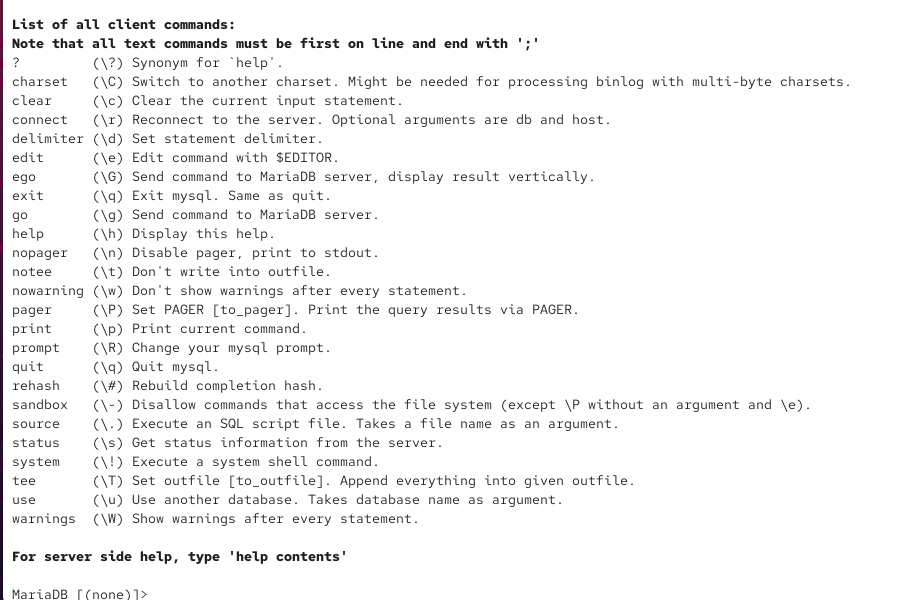 List of all client commands:
Note that all text commands must be first on line and end with ';'
?         (\?) Synonym for `help'.
charset   (\C) Switch to another charset. Might be needed for processing binlog with multi-byte charsets.
clear     (\c) Clear the current input statement.
connect   (\r) Reconnect to the server. Optional arguments are db and host.
delimiter (\d) Set statement delimiter.
edit      (\e) Edit command with $EDITOR.
ego       (\G) Send command to MariaDB server, display result vertically.
exit      (\q) Exit mysql. Same as quit.
go        (\g) Send command to MariaDB server.
help      (\h) Display this help.
nopager   (\n) Disable pager, print to stdout.
notee     (\t) Don't write into outfile.
nowarning (\w) Don't show warnings after every statement.
pager     (\P) Set PAGER [to_pager]. Print the query results via PAGER.
print     (\p) Print current command.
prompt    (\R) Change your mysql prompt.
quit      (\q) Quit mysql.
rehash    (\#) Rebuild completion hash.
sandbox   (\-) Disallow commands that access the file system (except \P without an argument and \e).
source    (\.) Execute an SQL script file. Takes a file name as an argument.
status    (\s) Get status information from the server.
system    (\!) Execute a system shell command.
tee       (\T) Set outfile [to_outfile]. Append everything into given outfile.
use       (\u) Use another database. Takes database name as argument.
warnings  (\W) Show warnings after every statement.
For server side help, type 'help contents'
MariaDB [(none)]>